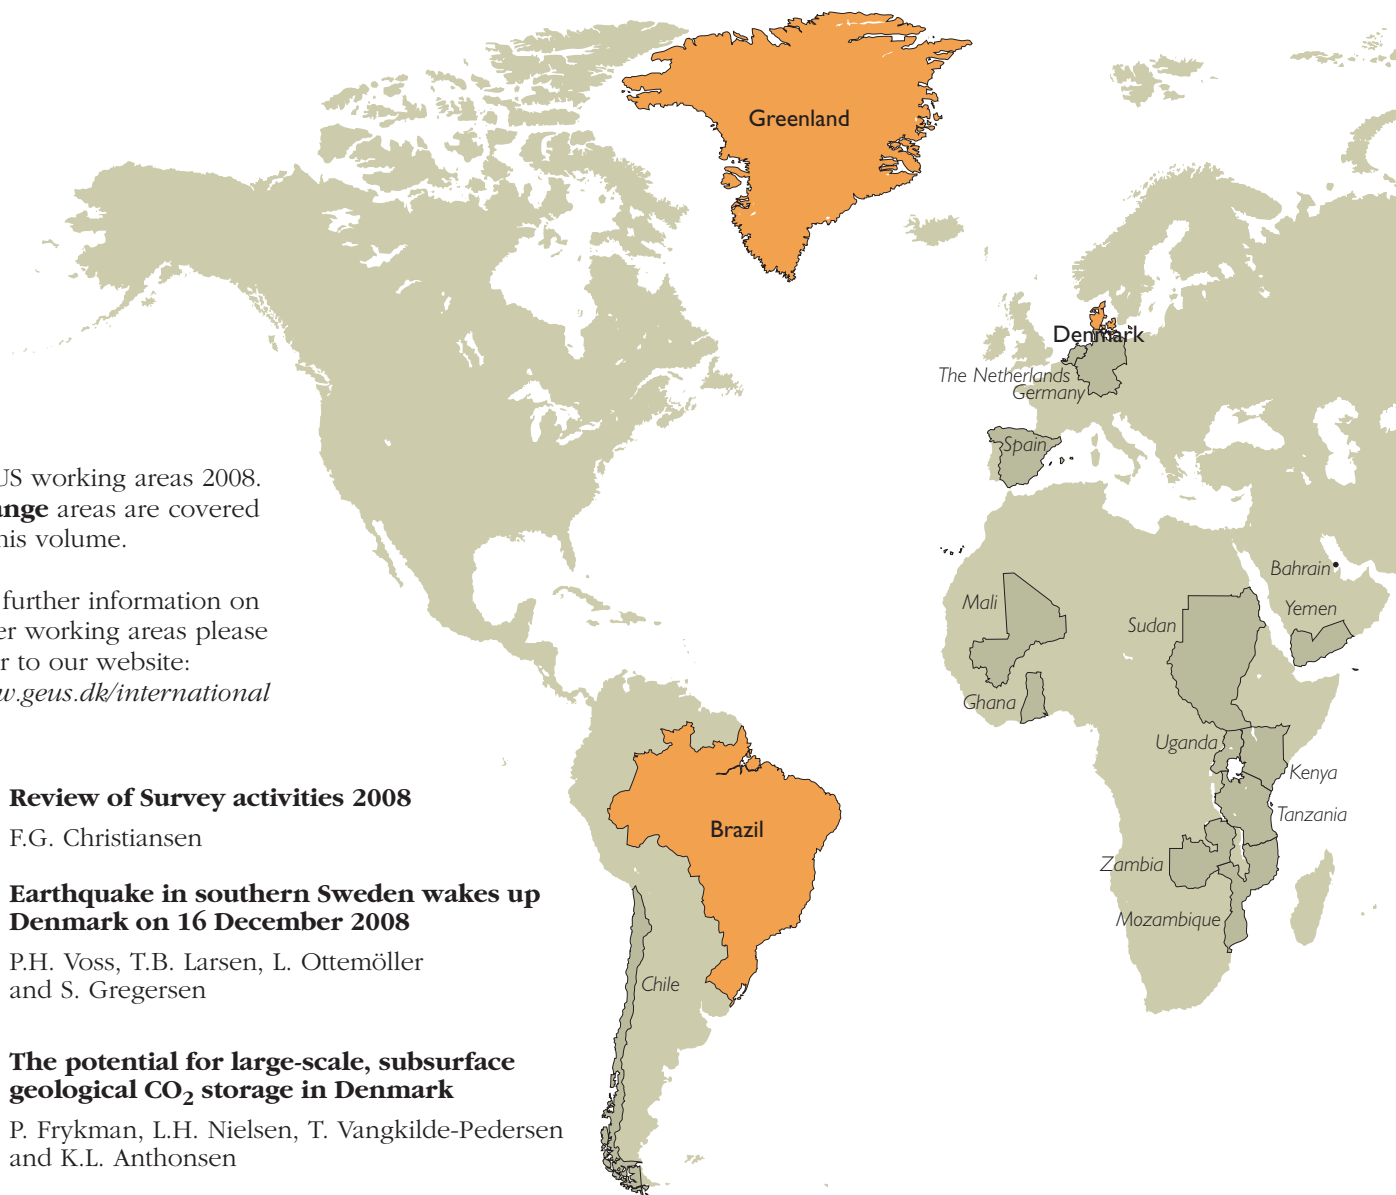 Greenland
Denmark
The Netherlands
Germany
Spain
US working areas 2008.
ange areas are covered
his volume.
further information on
er working areas please
r to our website:
w.geus.dk/international
Bahrain
Mali
Yemen
Sudan
Ghana
Uganda
Kenya
Tanzania
Brazil
Zambia
Mozambique
Chile
Review of Survey activities 2008
F.G. Christiansen
Earthquake in southern Sweden wakes up
Denmark on 16 December 2008
P.H. Voss, T.B. Larsen, L. Ottemöller
and S. Gregersen
The potential for large-scale, subsurface
geological CO2 storage in Denmark
P. Frykman, L.H. Nielsen, T. Vangkilde-Pedersen
and K.L. Anthonsen